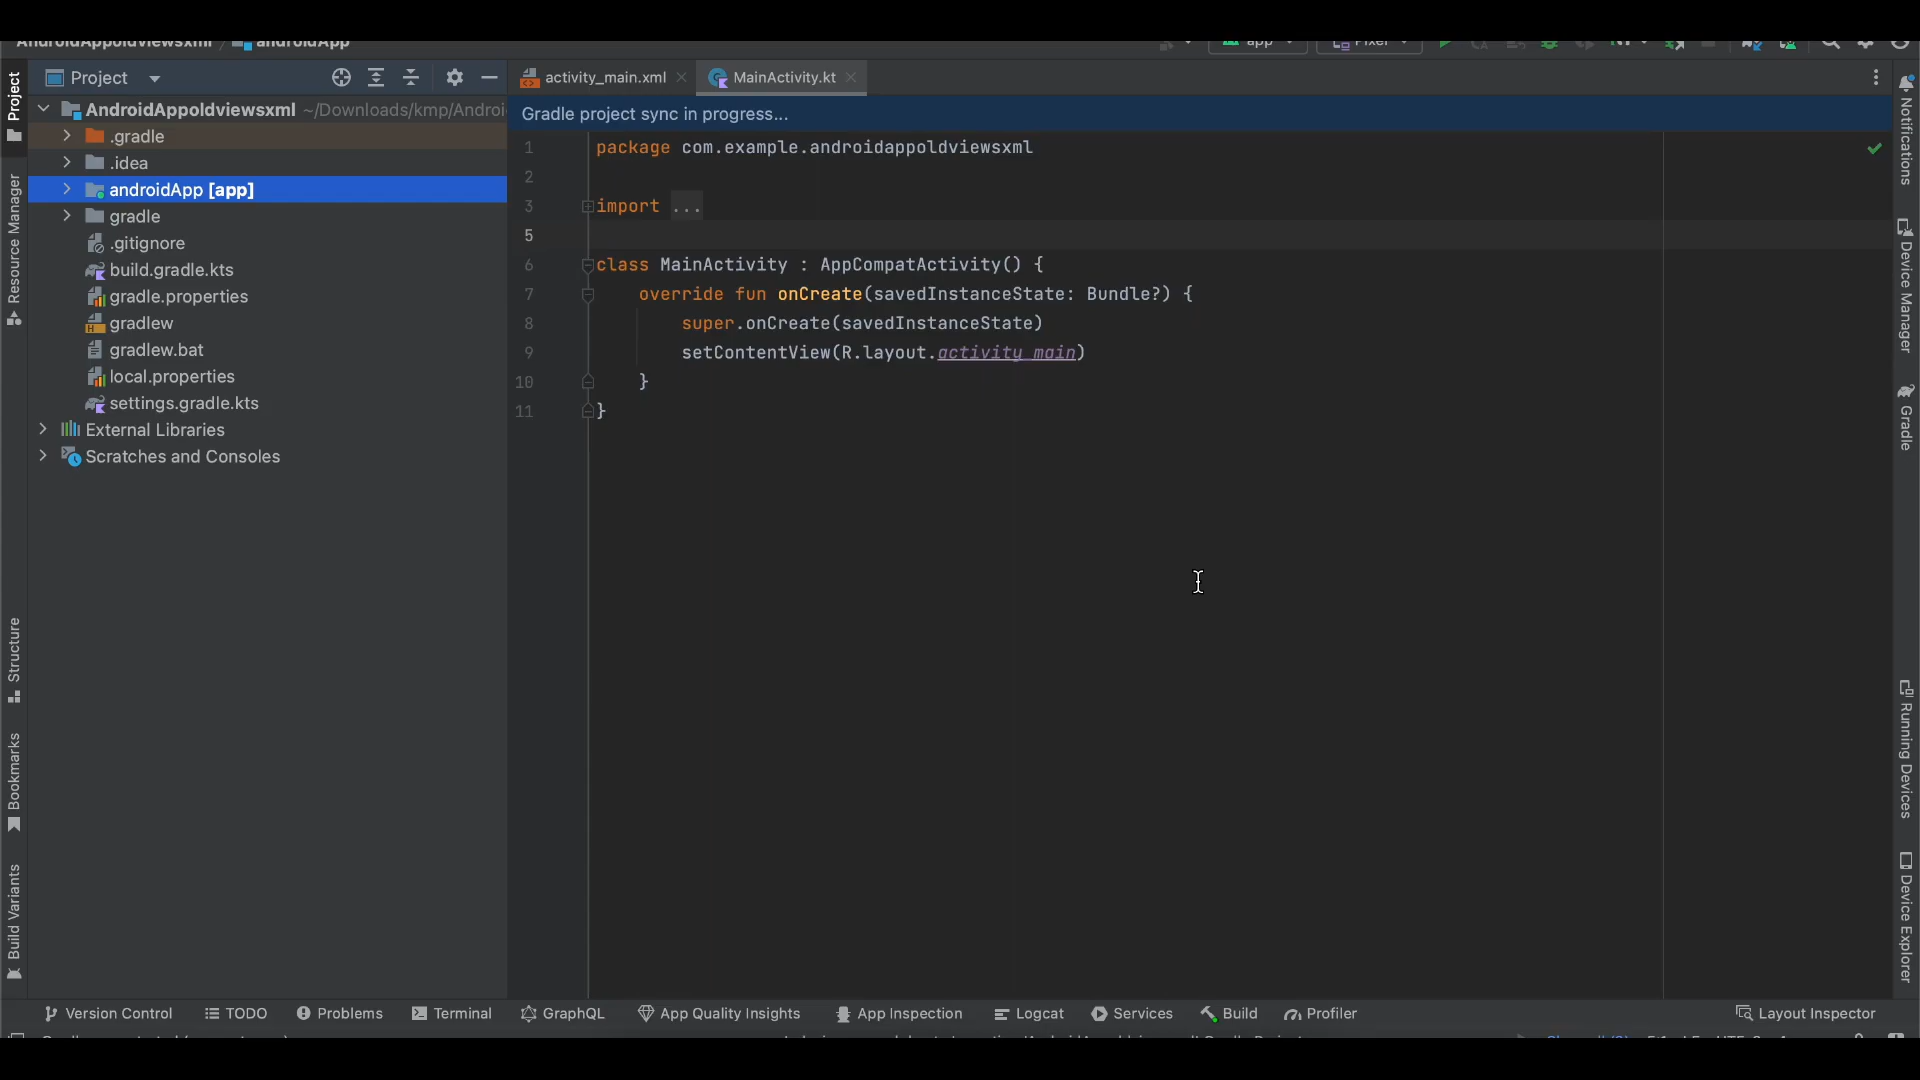 AndroidAppoldviewsxml / androidApp
app
Pixel
Project
AndroidAppoldviewsxml ~/Downloads/kmp/Androi
.gradle
.idea
androidApp [app]
gradle
.gitignore
build.gradle.kts
gradle.properties
gradlew
gradlew.bat
local.properties
settings.gradle.kts
External Libraries
Scratches and Consoles
Project
Resource Manager
Structure
Bookmarks
Build Variants
activity_main.xml
MainActivity.kt
Gradle project sync in progress...
1 package com.example.androidappoldviewsxml
2
3 import ...
5
6 class MainActivity : AppCompatActivity() {
7 override fun onCreate(savedInstanceState: Bundle?) {
8 super.onCreate(savedInstanceState)
9 setContentView(R.layout.activity_main)
10 }
11 }
Notifications
Device Manager
Gradle
Running Devices
Device Explorer
Version Control
TODO
Problems
Terminal
GraphQL
App Quality Insights
App Inspection
Logcat
Services
Build
Profiler
Layout Inspector